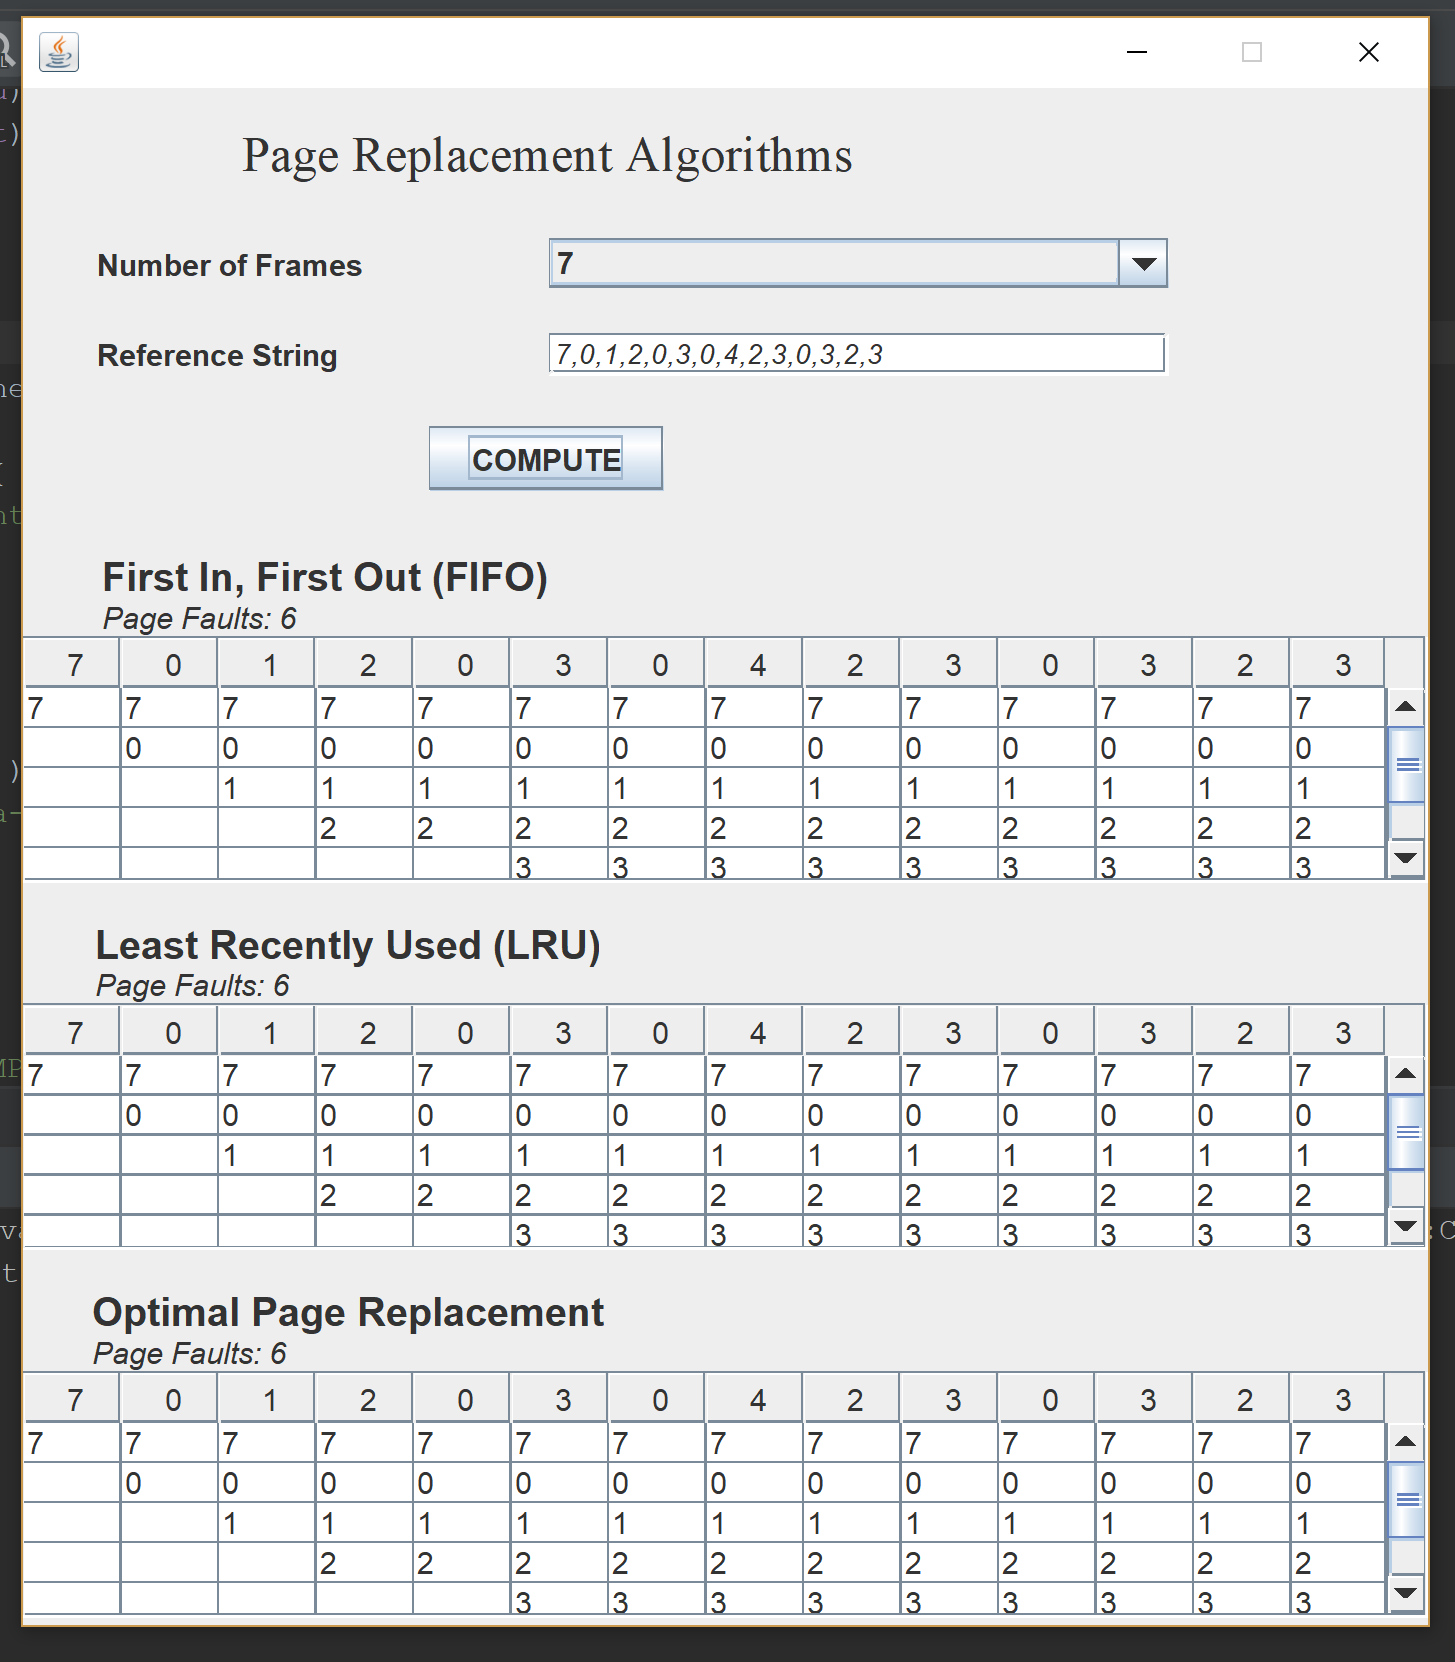 Page Replacement Algorithms
Number of Frames 7
Reference String 7,0,1,2,0,3,0,4,2,3,0,3,2,3
COMPUTE
First In, First Out (FIFO)
Page Faults: 6
7 0 1 2 0 3 0 4 2 3 0 3 2 3
7 7 7 7 7 7 7 7 7 7 7 7 7 7
0 0 0 0 0 0 0 0 0 0 0 0 0
1 1 1 1 1 1 1 1 1 1 1 1
2 2 2 2 2 2 2 2 2 2 2
3 3 3 3 3 3 3 3 3
Least Recently Used (LRU)
Page Faults: 6
7 0 1 2 0 3 0 4 2 3 0 3 2 3
7 7 7 7 7 7 7 7 7 7 7 7 7 7
0 0 0 0 0 0 0 0 0 0 0 0 0
1 1 1 1 1 1 1 1 1 1 1 1
2 2 2 2 2 2 2 2 2 2 2
3 3 3 3 3 3 3 3 3
Optimal Page Replacement
Page Faults: 6
7 0 1 2 0 3 0 4 2 3 0 3 2 3
7 7 7 7 7 7 7 7 7 7 7 7 7 7
0 0 0 0 0 0 0 0 0 0 0 0 0
1 1 1 1 1 1 1 1 1 1 1 1
2 2 2 2 2 2 2 2 2 2 2
3 3 3 3 3 3 3 3 3